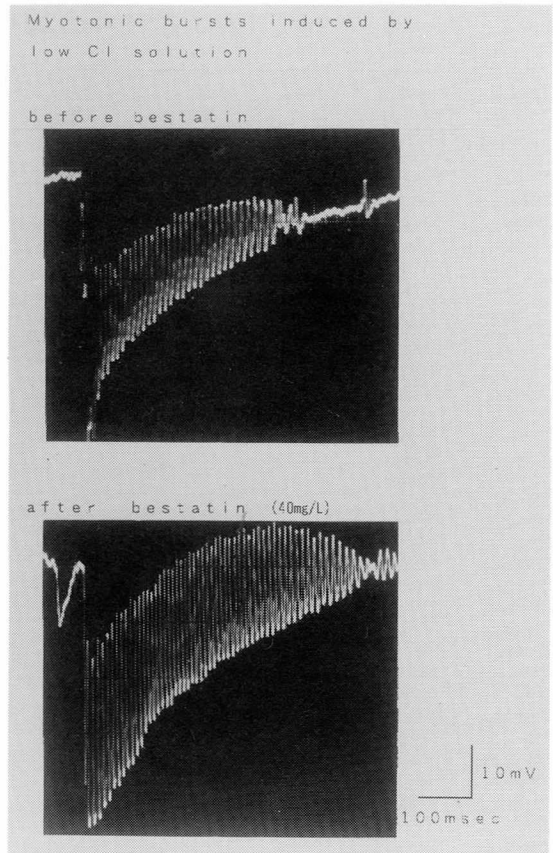 Myotonic bursts induced by
low Cl solution
before bestatin
after bestatin (40mg/L)
10mV
100msec